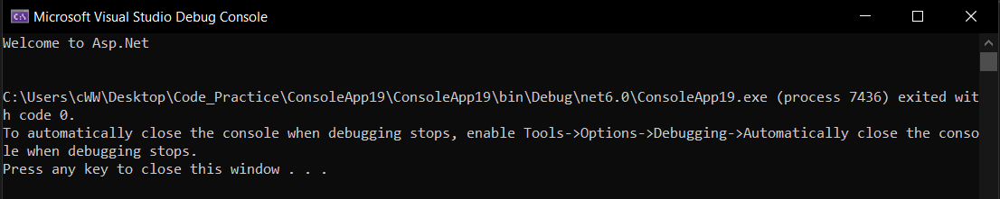 Microsoft Visual Studio Debug Console
Welcome to Asp.Net
C:\Users\cWW\Desktop\Code_Practice\ConsoleApp19\ConsoleApp19\bin\Debug\net6.0\ConsoleApp19.exe (process 7436) exited wit
h code 0.
To automatically close the console when debugging stops, enable Tools->Options->Debugging->Automatically close the conso
le when debugging stops.
Press any key to close this window . . .